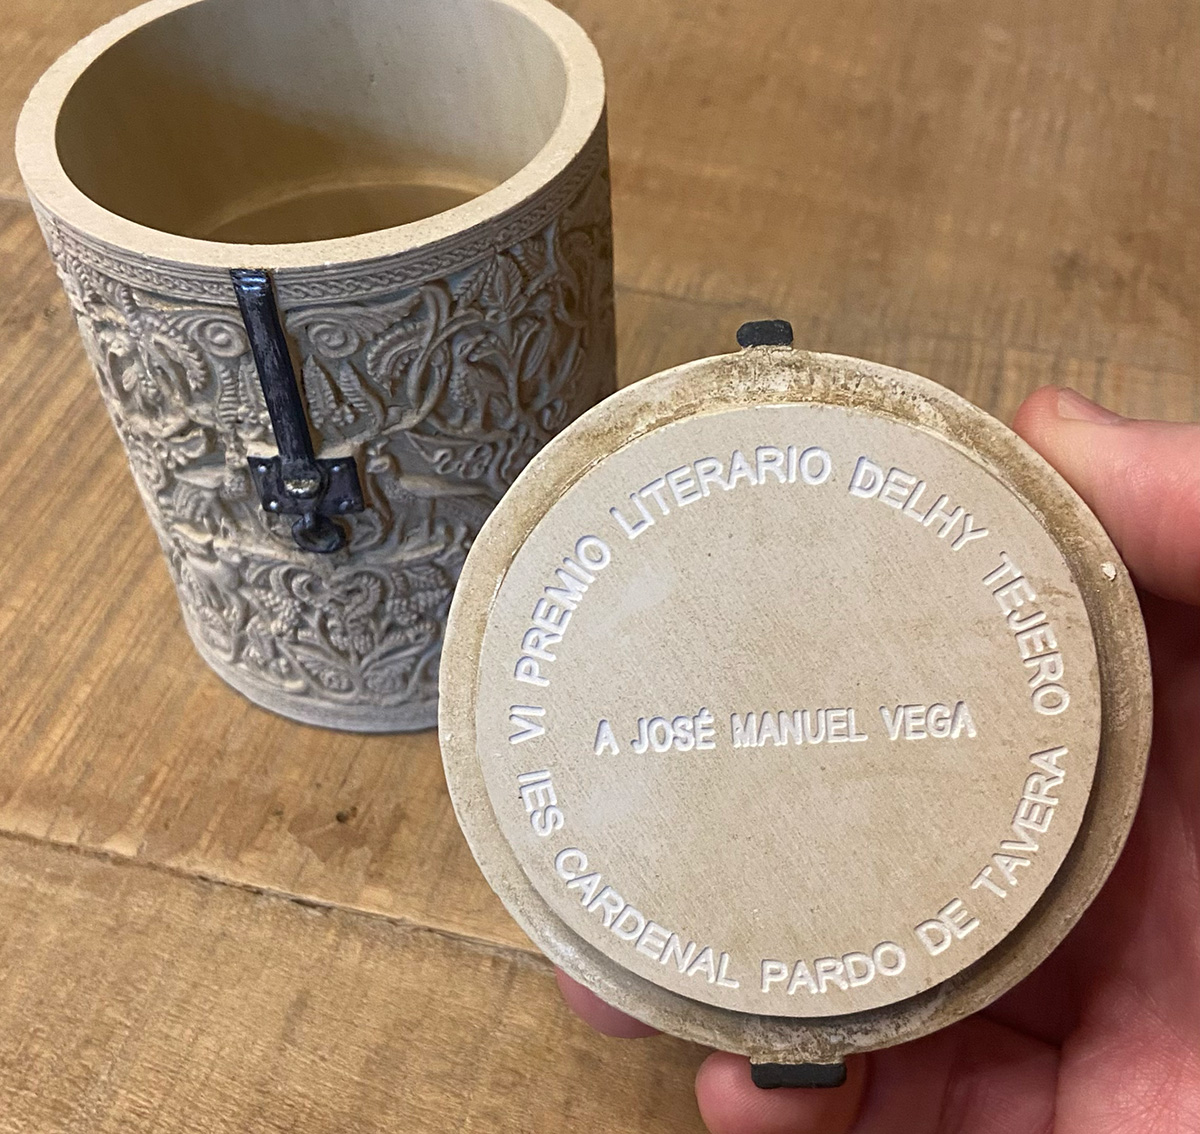 VI PREMIO LITERARIO DELHY TEJERO
A JOSÉ MANUEL VEGA
IES CARDENAL PARDO DE TAVERA